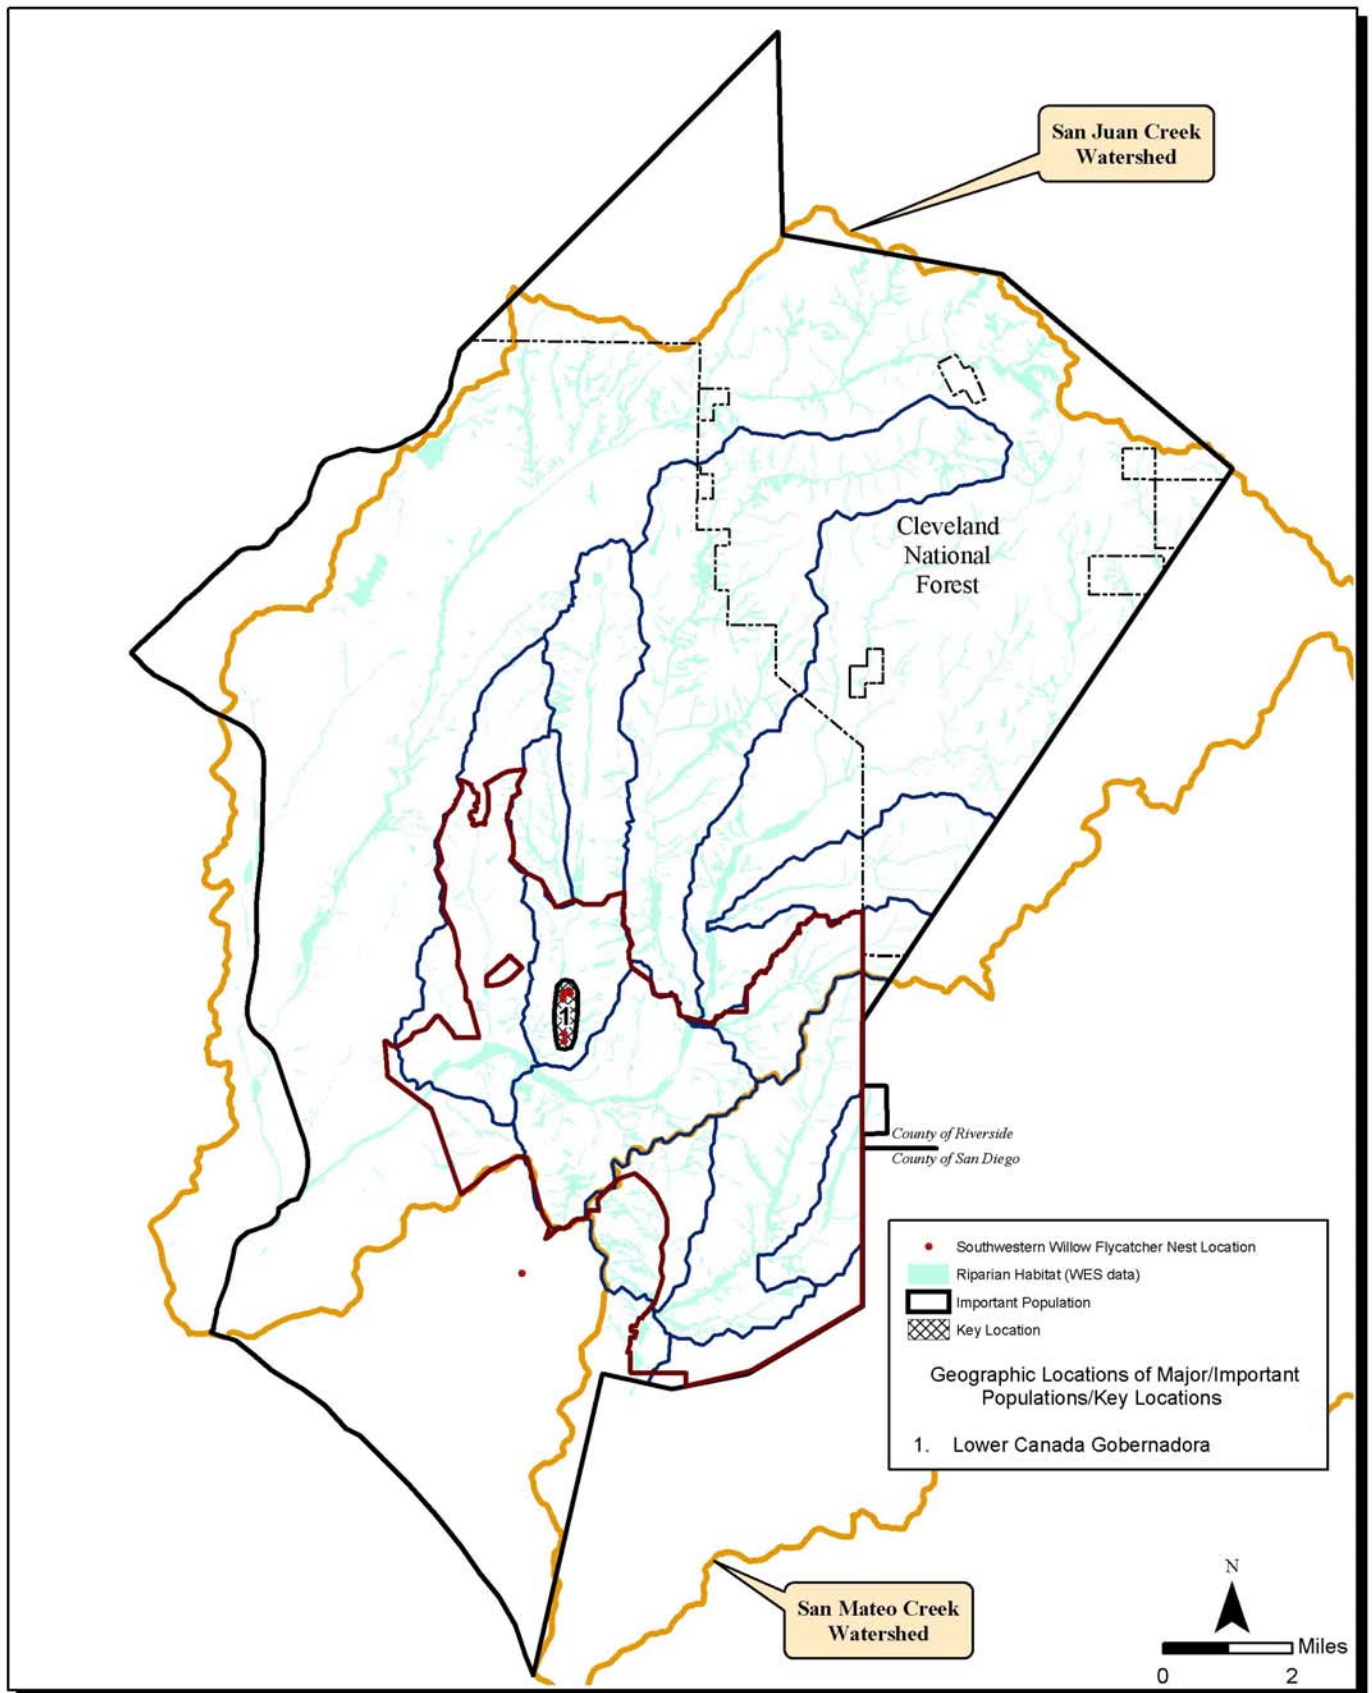 San Juan Creek
Watershed
Cleveland
National
Forest
1
County of Riverside
County of San Diego
Southwestern Willow Flycatcher Nest Location
Riparian Habitat (WES data)
Important Population
Key Location
Geographic Locations of Major/Important
Populations/Key Locations
1. Lower Canada Gobernadora
San Mateo Creek
Watershed
N
Miles
0 2